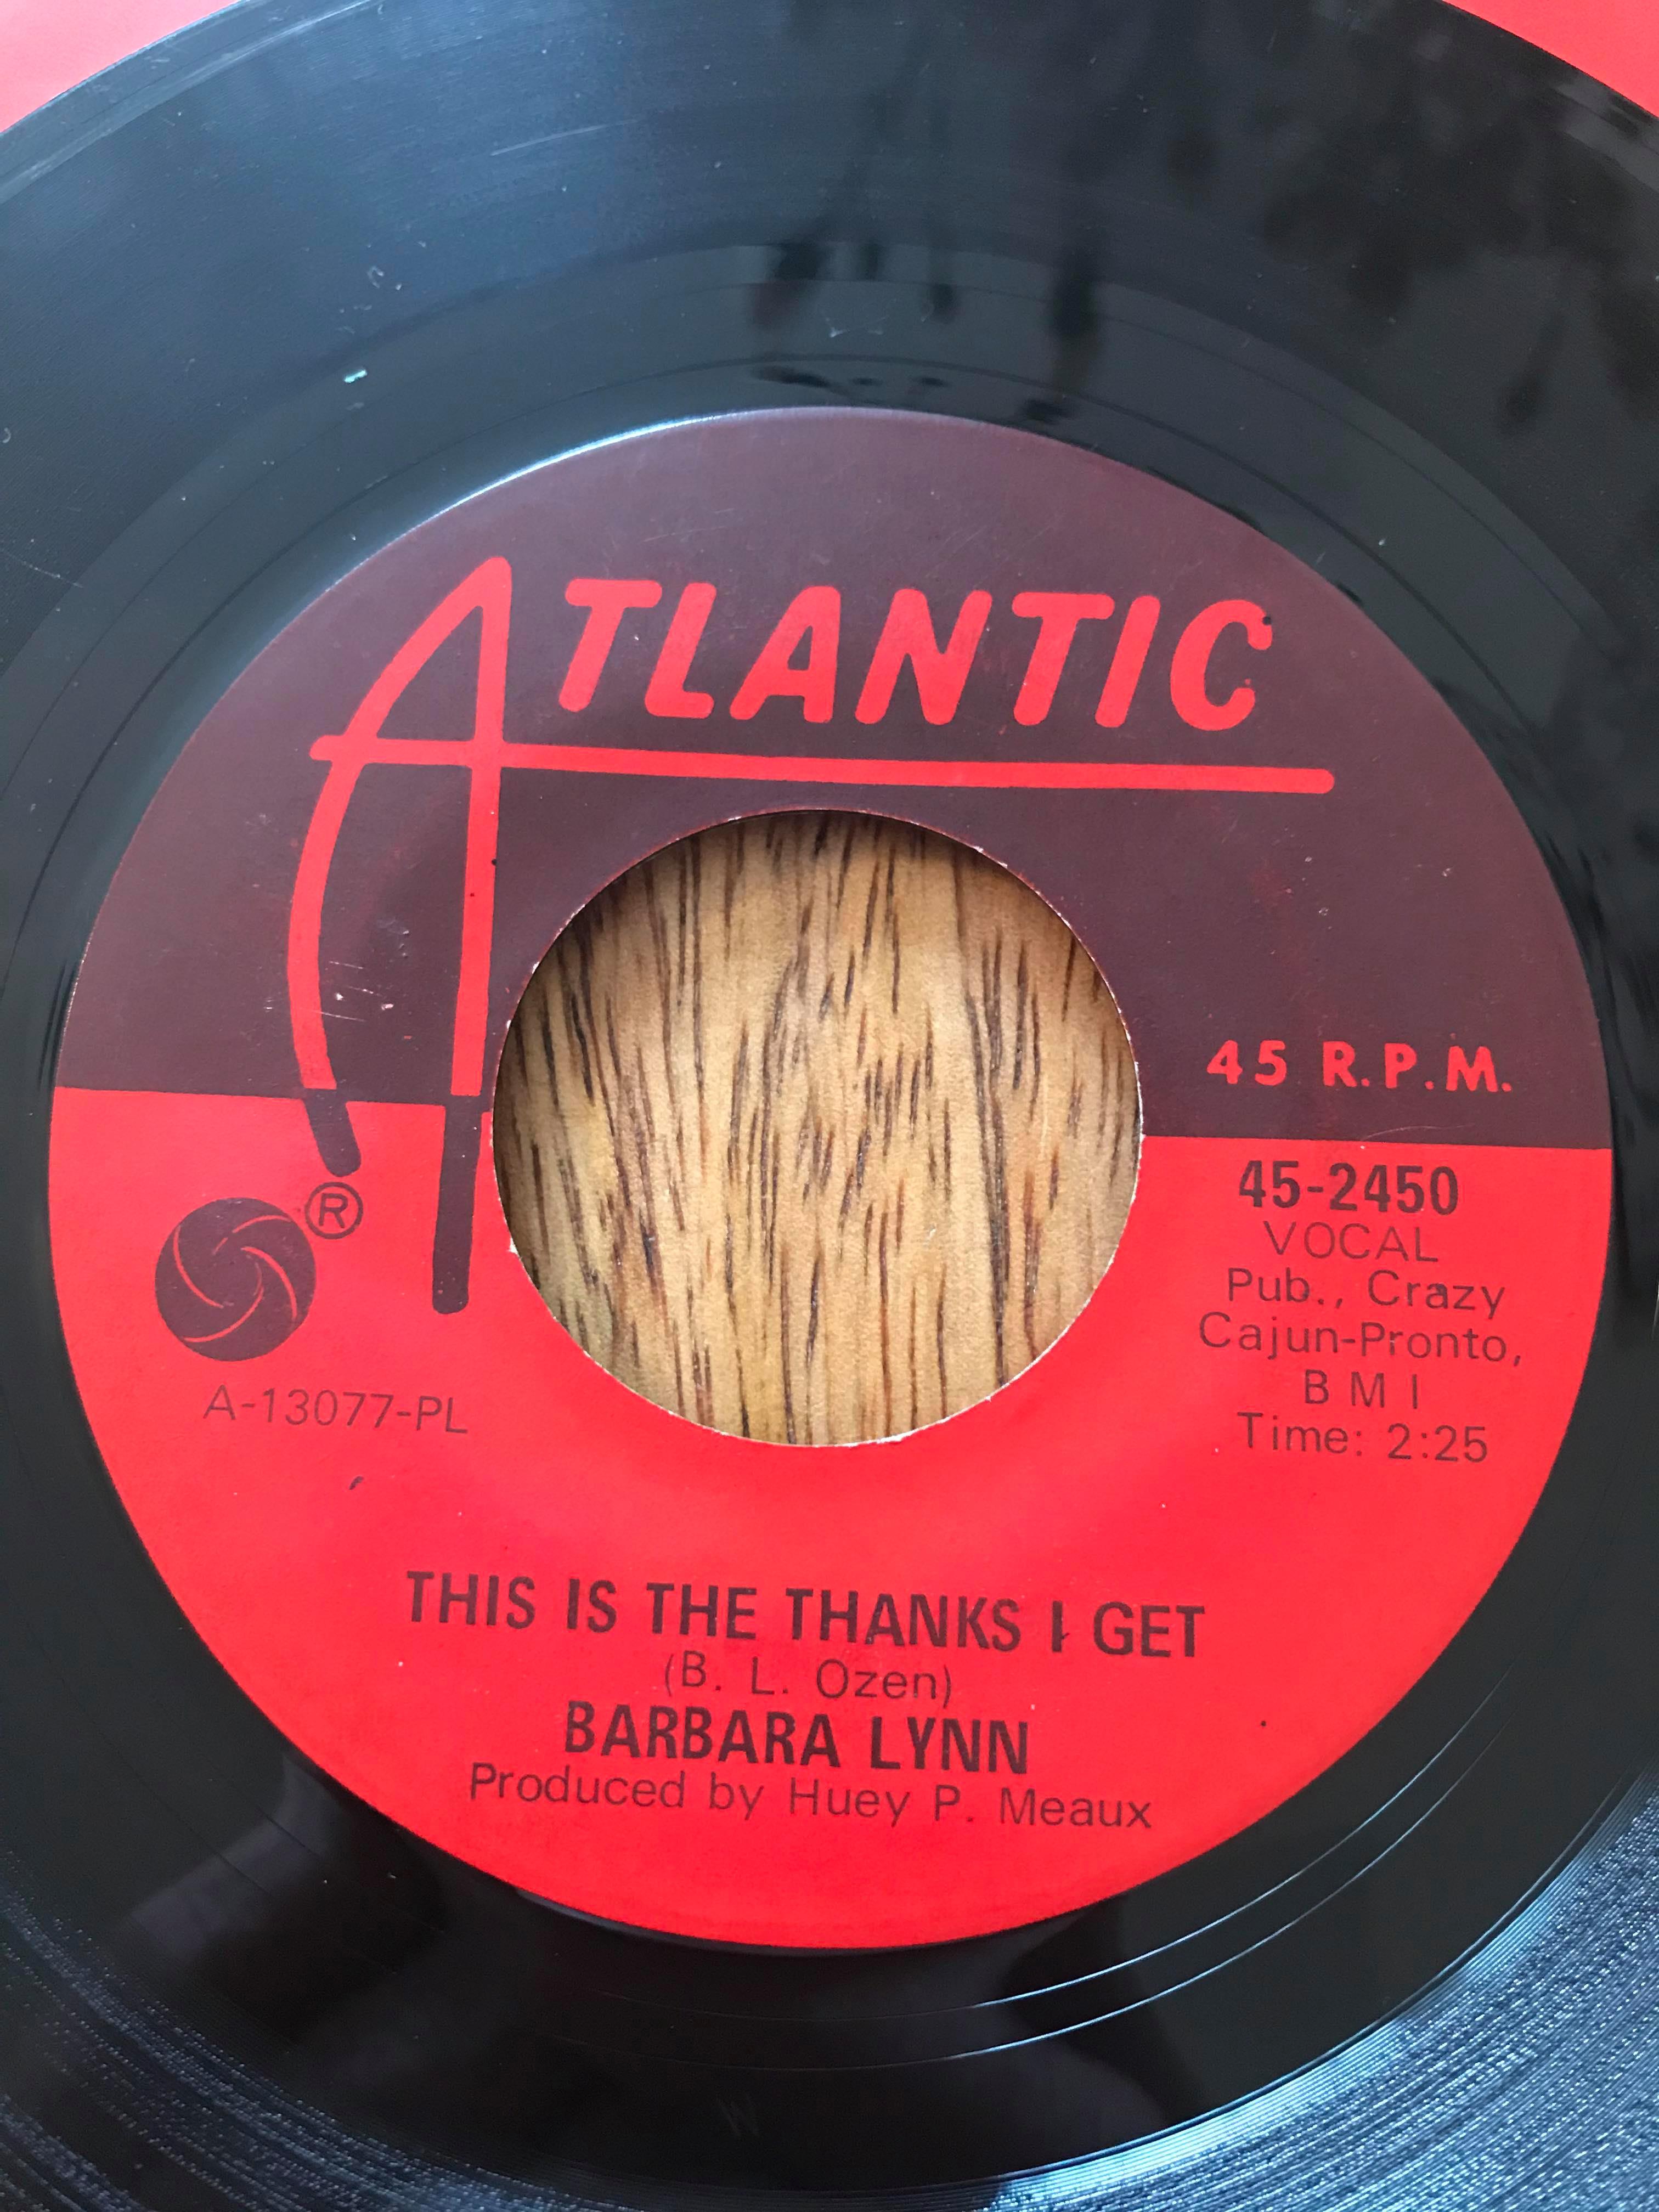 ATLANTIC
45 R.P.M.
®
45-2450
VOCAL
Pub., Crazy
Cajun-Pronto,
B M I
Time: 2:25
A-13077-PL
THIS IS THE THANKS I GET
(B. L. Ozen)
BARBARA LYNN
Produced by Huey P. Meaux